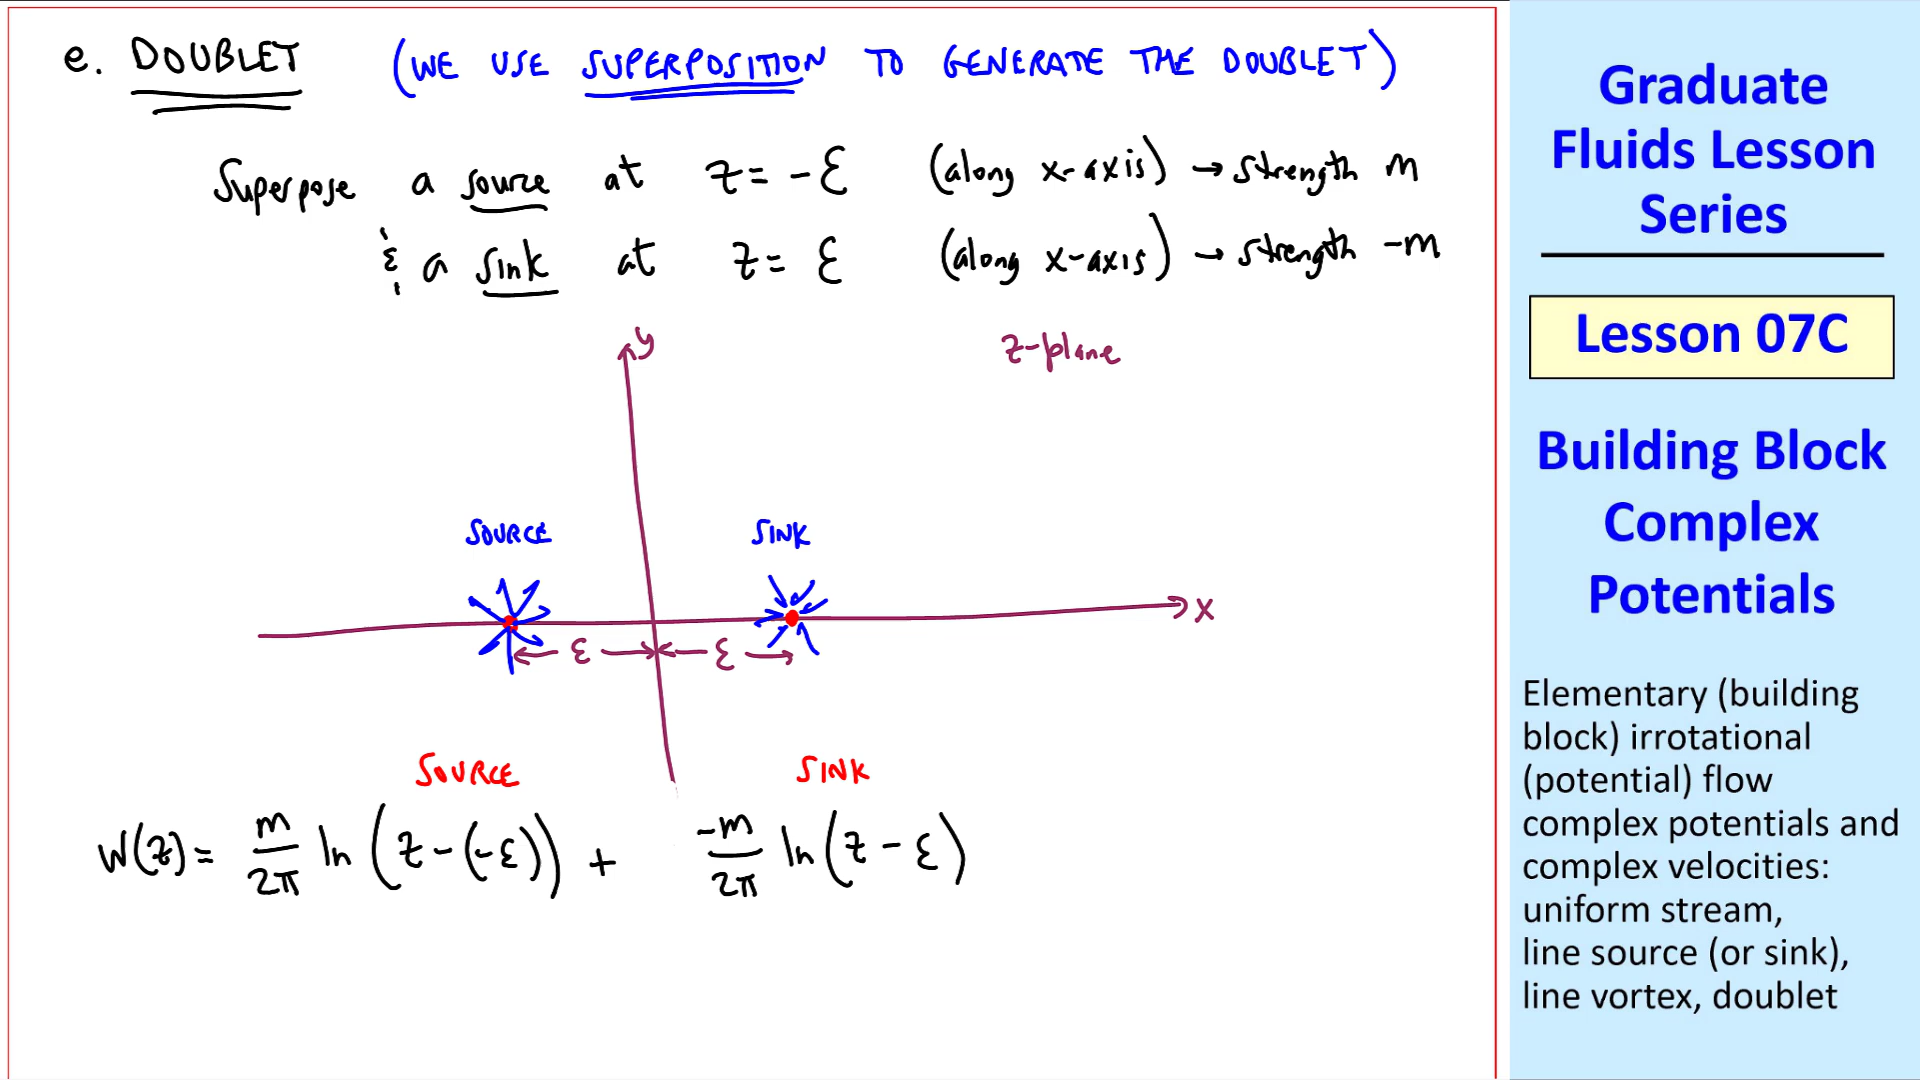 e. DOUBLET (WE USE SUPERPOSITION TO GENERATE THE DOUBLET)
Superpose a source at z = -ε (along x-axis) → strength m
& a sink at z = ε (along x-axis) → strength -m
y
z-plane
SOURCE SINK
x
ε ε
SOURCE SINK
W(z) = m/2π ln(z-(-ε)) + -m/2π ln(z-ε)
Graduate
Fluids Lesson
Series
Lesson 07C
Building Block
Complex
Potentials
Elementary (building
block) irrotational
(potential) flow
complex potentials and
complex velocities:
uniform stream,
line source (or sink),
line vortex, doublet